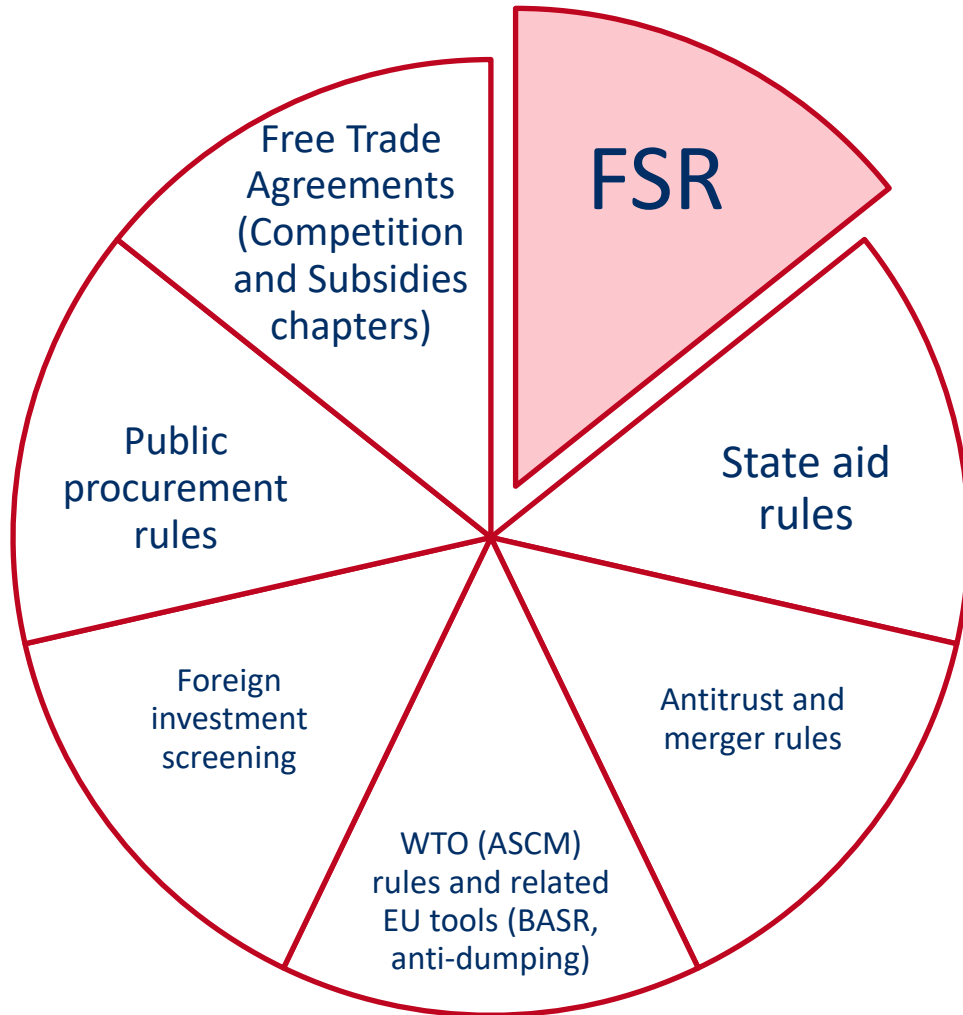 FSR
State aid
rules
Antitrust and
merger rules
WTO (ASCM)
rules and related
EU tools (BASR,
anti-dumping)
Foreign
investment
screening
Public
procurement
rules
Free Trade
Agreements
(Competition
and Subsidies
chapters)